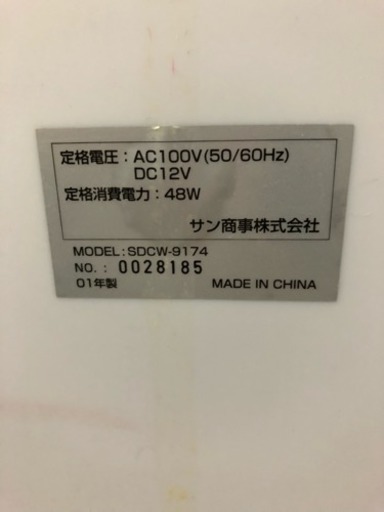 定格電圧：AC100V(50/60Hz)
DC12V
定格消費電力：48W
サン商事株式会社
MODEL:SDCW-9174
NO.：0028185
01年製 MADE IN CHINA